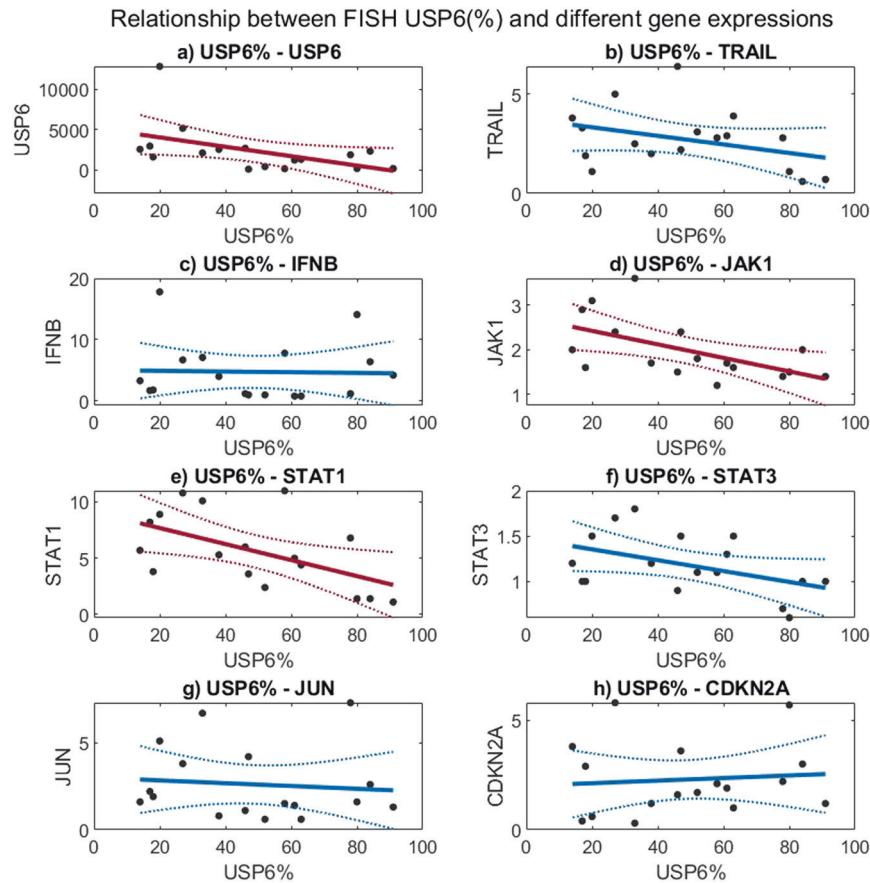 Relationship between FISH USP6(%) and different gene expressions
a) USP6% - USP6
USP6
10000
5000
0
0 20 40 60 80 100
USP6%
b) USP6% - TRAIL
TRAIL
5
0
0 20 40 60 80 100
USP6%
c) USP6% - IFNB
IFNB
20
10
0
0 20 40 60 80 100
USP6%
d) USP6% - JAK1
JAK1
3
2
1
0 20 40 60 80 100
USP6%
e) USP6% - STAT1
STAT1
10
5
0
0 20 40 60 80 100
USP6%
f) USP6% - STAT3
STAT3
2
1.5
1
0 20 40 60 80 100
USP6%
g) USP6% - JUN
JUN
5
0
0 20 40 60 80 100
USP6%
h) USP6% - CDKN2A
CDKN2A
5
0
0 20 40 60 80 100
USP6%